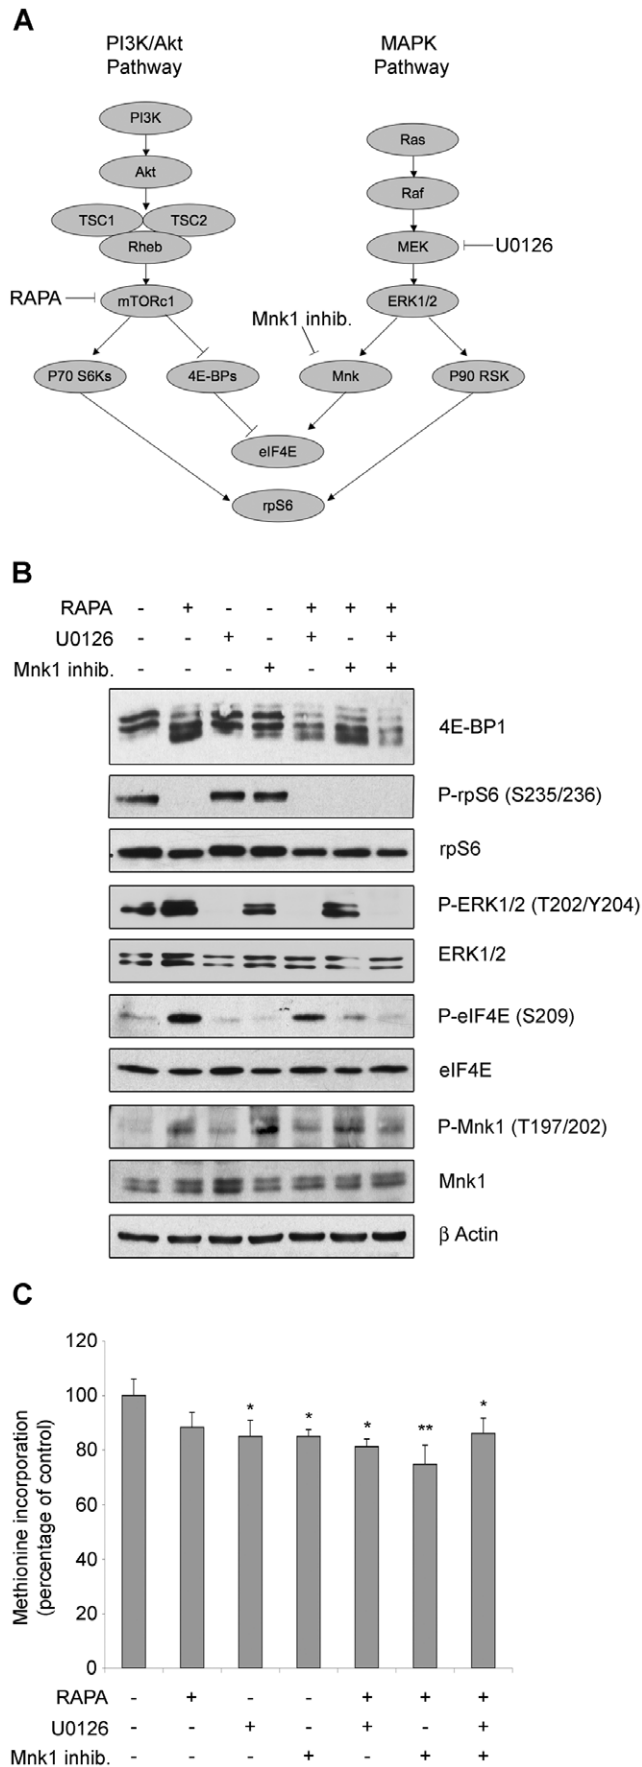 A
PI3K/Akt
Pathway
MAPK
Pathway
PI3K
Ras
Akt
Raf
TSC1
TSC2
Rheb
MEK
U0126
RAPA
mTORc1
ERK1/2
Mnk1 inhib.
P70 S6Ks
4E-BPs
Mnk
P90 RSK
eIF4E
rpS6
B
RAPA - + - - + + +
U0126 - - + - + - +
Mnk1 inhib. - - - + - + +
4E-BP1
P-rpS6 (S235/236)
rpS6
P-ERK1/2 (T202/Y204)
ERK1/2
P-eIF4E (S209)
eIF4E
P-Mnk1 (T197/202)
Mnk1
β Actin
C
Methionine incorporation
(percentage of control)
120
100
80
60
40
20
0
* * * ** *
RAPA - + - - + + +
U0126 - - + - + - +
Mnk1 inhib. - - - + - + +